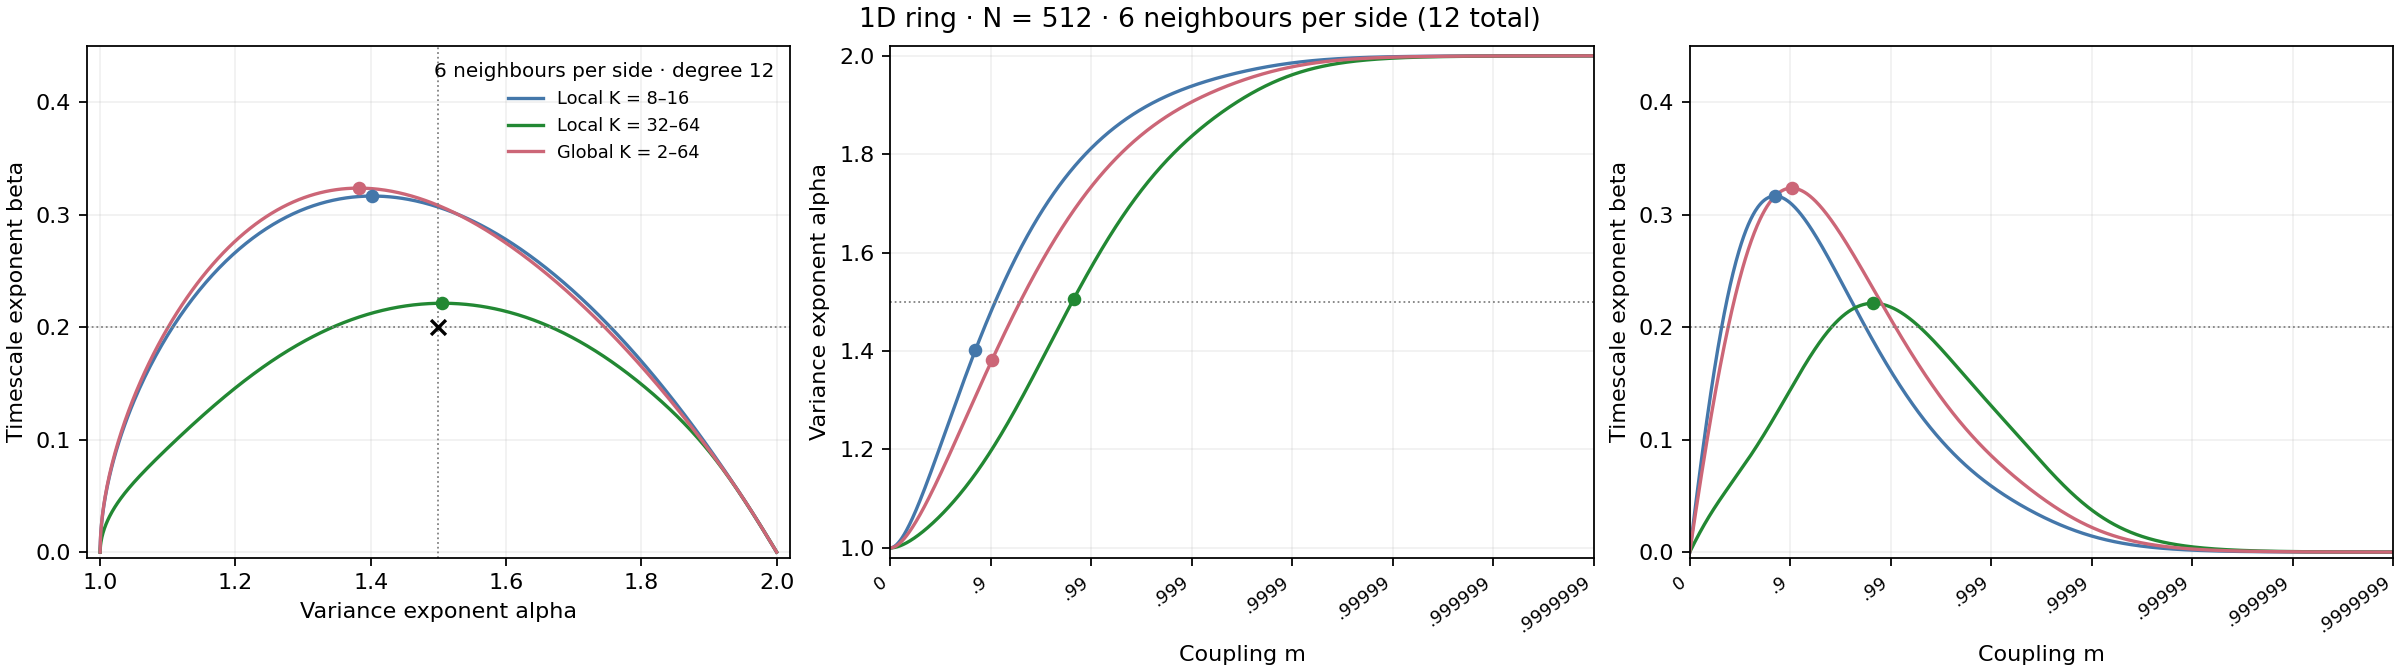 1D ring · N = 512 · 6 neighbours per side (12 total)
Timescale exponent beta
0.4
0.3
0.2
0.1
0.0
6 neighbours per side · degree 12
Local K = 8–16
Local K = 32–64
Global K = 2–64
1.0 1.2 1.4 1.6 1.8 2.0
Variance exponent alpha
Variance exponent alpha
2.0
1.8
1.6
1.4
1.2
1.0
0 .9 .99 .999 .9999 .99999 .999999 .9999999
Coupling m
Timescale exponent beta
0.4
0.3
0.2
0.1
0.0
0 .9 .99 .999 .9999 .99999 .999999 .9999999
Coupling m